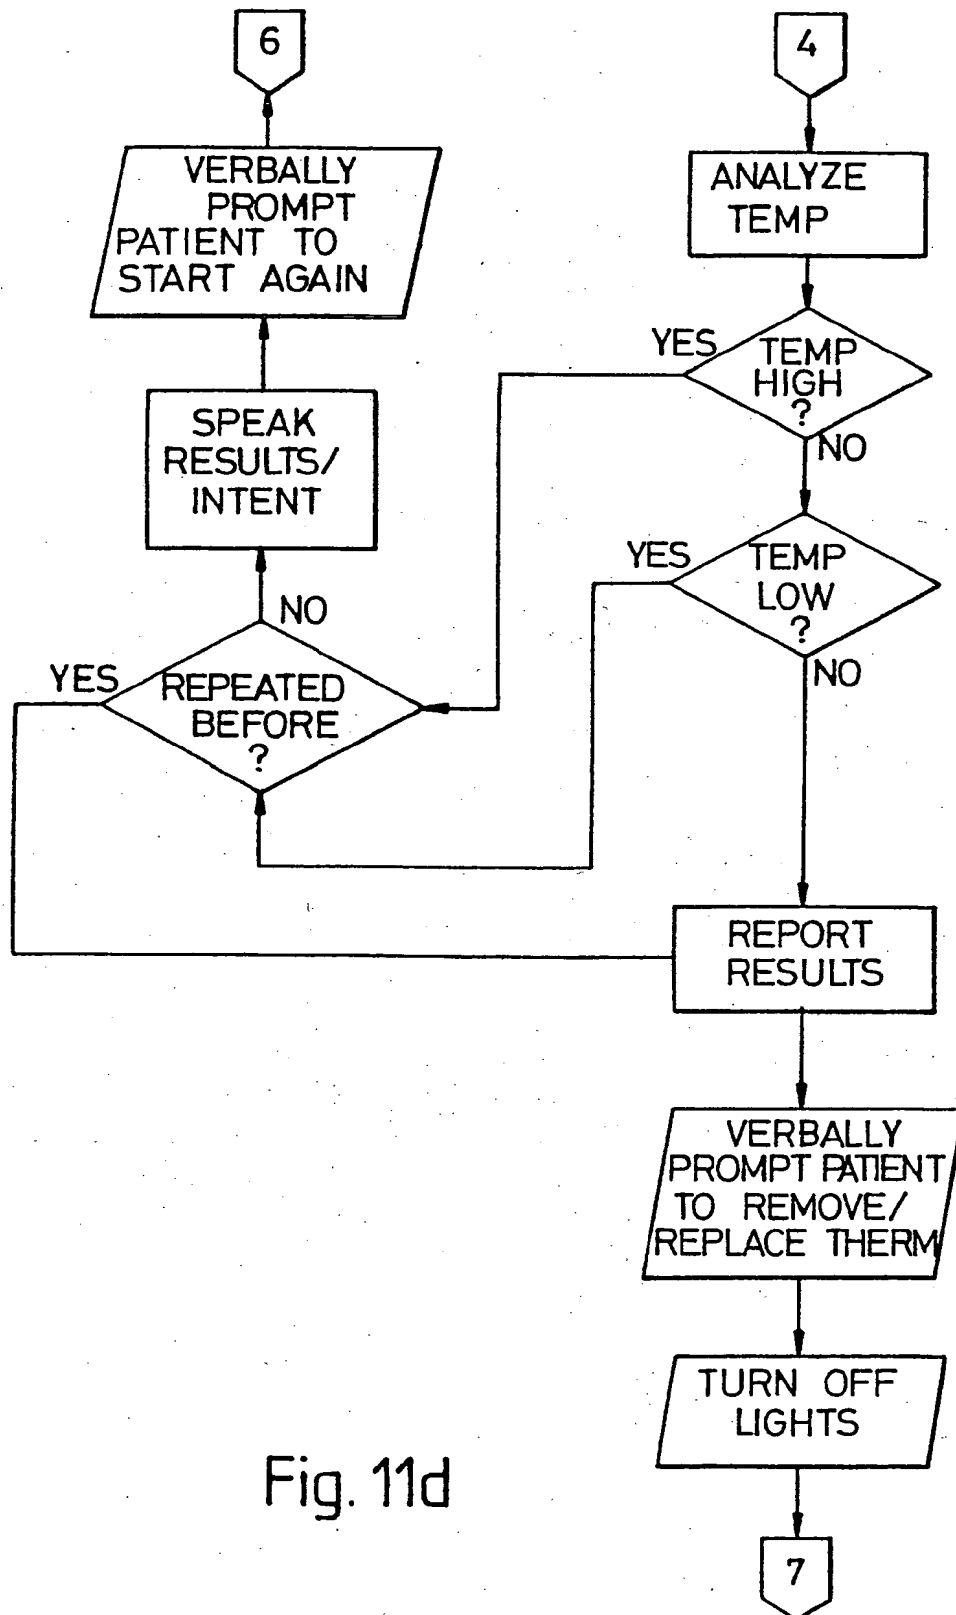 6
VERBALLY
PROMPT
PATIENT TO
START AGAIN
SPEAK
RESULTS/
INTENT
NO
YES
REPEATED
BEFORE
?
4
ANALYZE
TEMP
YES
TEMP
HIGH
?
NO
YES
TEMP
LOW
?
NO
REPORT
RESULTS
VERBALLY
PROMPT PATIENT
TO REMOVE/
REPLACE THERM
TURN OFF
LIGHTS
7
Fig. 11d